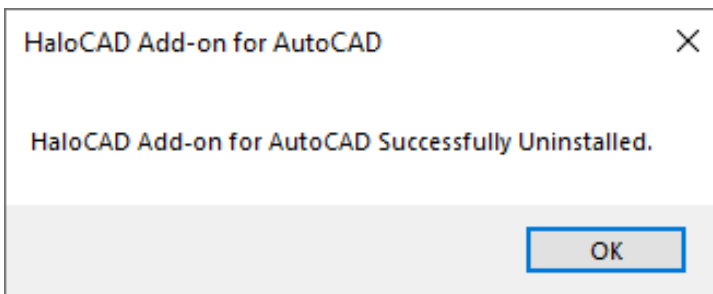 HaloCAD Add-on for AutoCAD
HaloCAD Add-on for AutoCAD Successfully Uninstalled.
OK